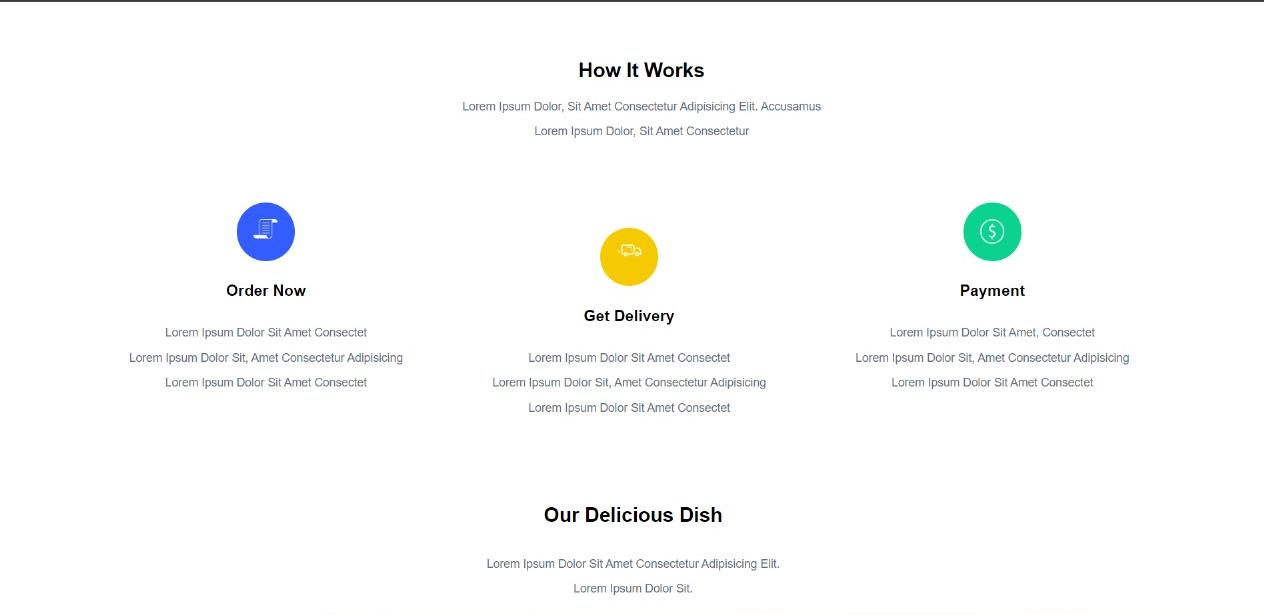 How It Works
Lorem Ipsum Dolor, Sit Amet Consectetur Adipisicing Elit. Accusamus
Lorem Ipsum Dolor, Sit Amet Consectetur
Order Now
Lorem Ipsum Dolor Sit Amet Consectet
Lorem Ipsum Dolor Sit, Amet Consectetur Adipisicing
Lorem Ipsum Dolor Sit Amet Consectet
Get Delivery
Lorem Ipsum Dolor Sit Amet Consectet
Lorem Ipsum Dolor Sit, Amet Consectetur Adipisicing
Lorem Ipsum Dolor Sit Amet Consectet
$
Payment
Lorem Ipsum Dolor Sit Amet, Consectet
Lorem Ipsum Dolor Sit, Amet Consectetur Adipisicing
Lorem Ipsum Dolor Sit Amet Consectet
Our Delicious Dish
Lorem Ipsum Dolor Sit Amet Consectetur Adipisicing Elit.
Lorem Ipsum Dolor Sit.